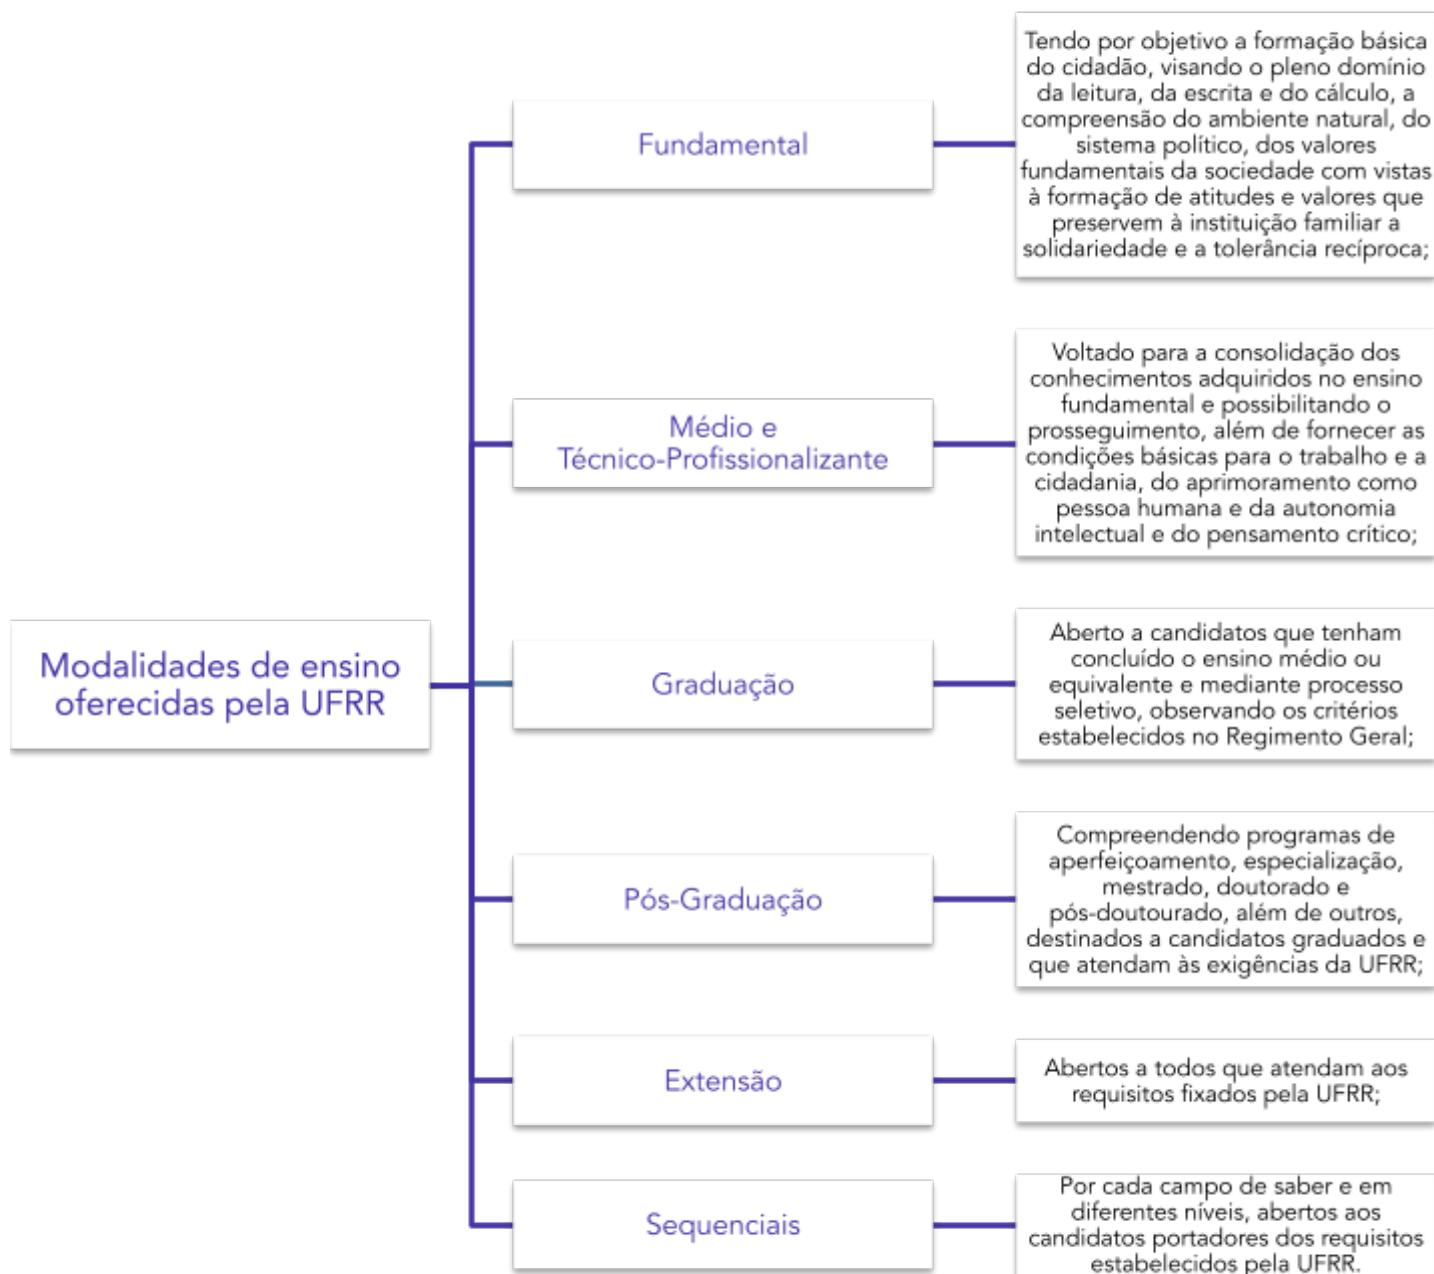 Modalidades de ensino
oferecidas pela UFRR
Fundamental
Tendo por objetivo a formação básica
do cidadão, visando o pleno domínio
da leitura, da escrita e do cálculo, a
compreensão do ambiente natural, do
sistema político, dos valores
fundamentais da sociedade com vistas
à formação de atitudes e valores que
preservem à instituição familiar a
solidariedade e a tolerância recíproca;
Médio e
Técnico-Profissionalizante
Voltado para a consolidação dos
conhecimentos adquiridos no ensino
fundamental e possibilitando o
prosseguimento, além de fornecer as
condições básicas para o trabalho e a
cidadania, do aprimoramento como
pessoa humana e da autonomia
intelectual e do pensamento crítico;
Graduação
Aberto a candidatos que tenham
concluído o ensino médio ou
equivalente e mediante processo
seletivo, observando os critérios
estabelecidos no Regimento Geral;
Pós-Graduação
Compreendendo programas de
aperfeiçoamento, especialização,
mestrado, doutorado e
pós-doutourado, além de outros,
destinados a candidatos graduados e
que atendam às exigências da UFRR;
Extensão
Abertos a todos que atendam aos
requisitos fixados pela UFRR;
Sequenciais
Por cada campo de saber e em
diferentes níveis, abertos aos
candidatos portadores dos requisitos
estabelecidos pela UFRR.